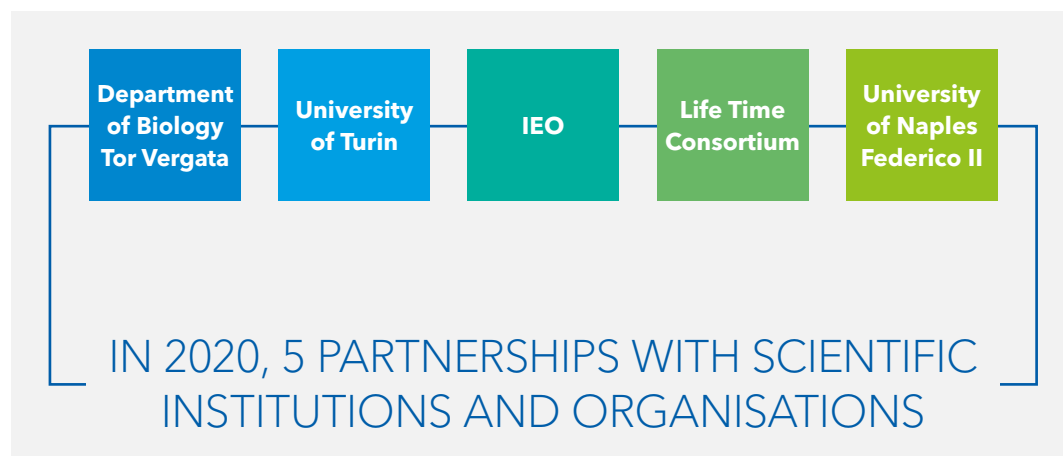 Department
of Biology
Tor Vergata
University
of Turin
IEO
Life Time
Consortium
University
of Naples
Federico II
IN 2020, 5 PARTNERSHIPS WITH SCIENTIFIC
INSTITUTIONS AND ORGANISATIONS